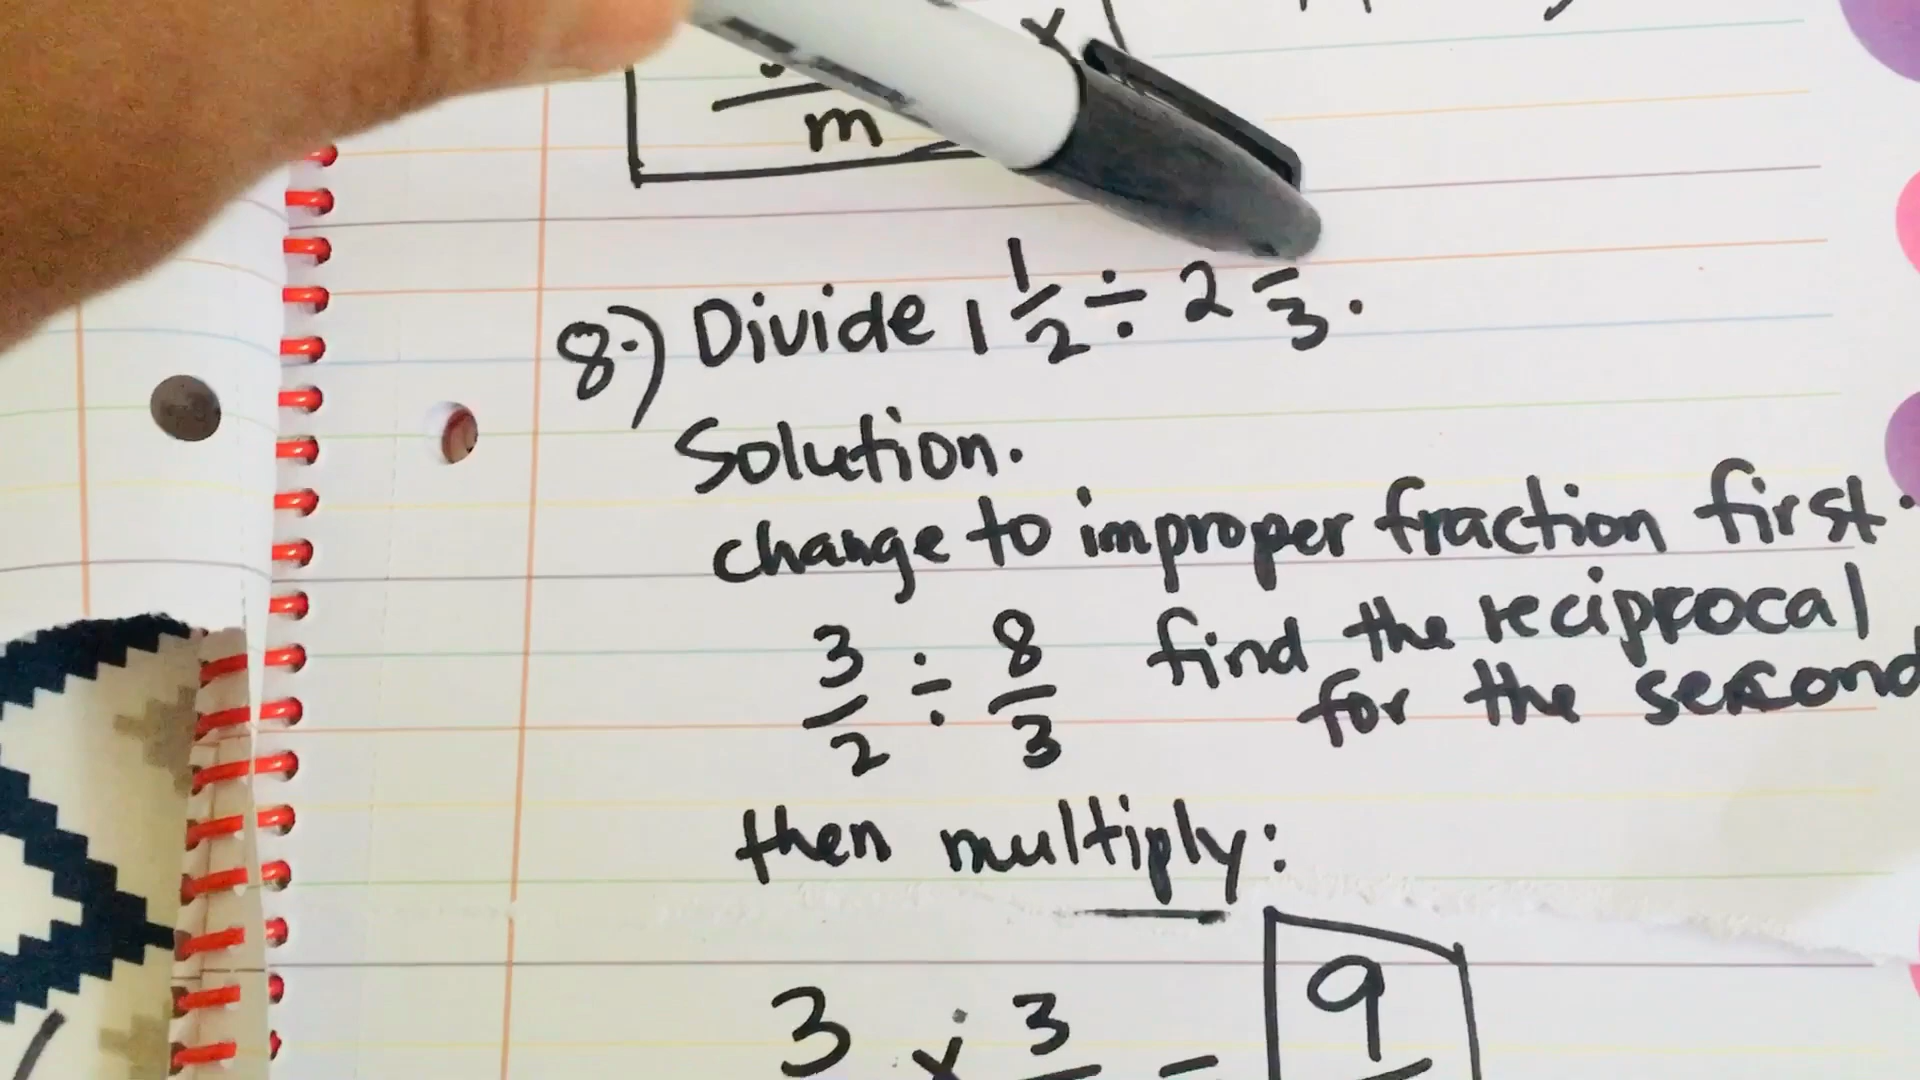 m
8.) Divide 1 1/2 ÷ 2 /3.
Solution.
change to improper fraction first.
3/2 ÷ 8/3 find the reciprocal
for the second
then multiply:
3 x 3 = 9